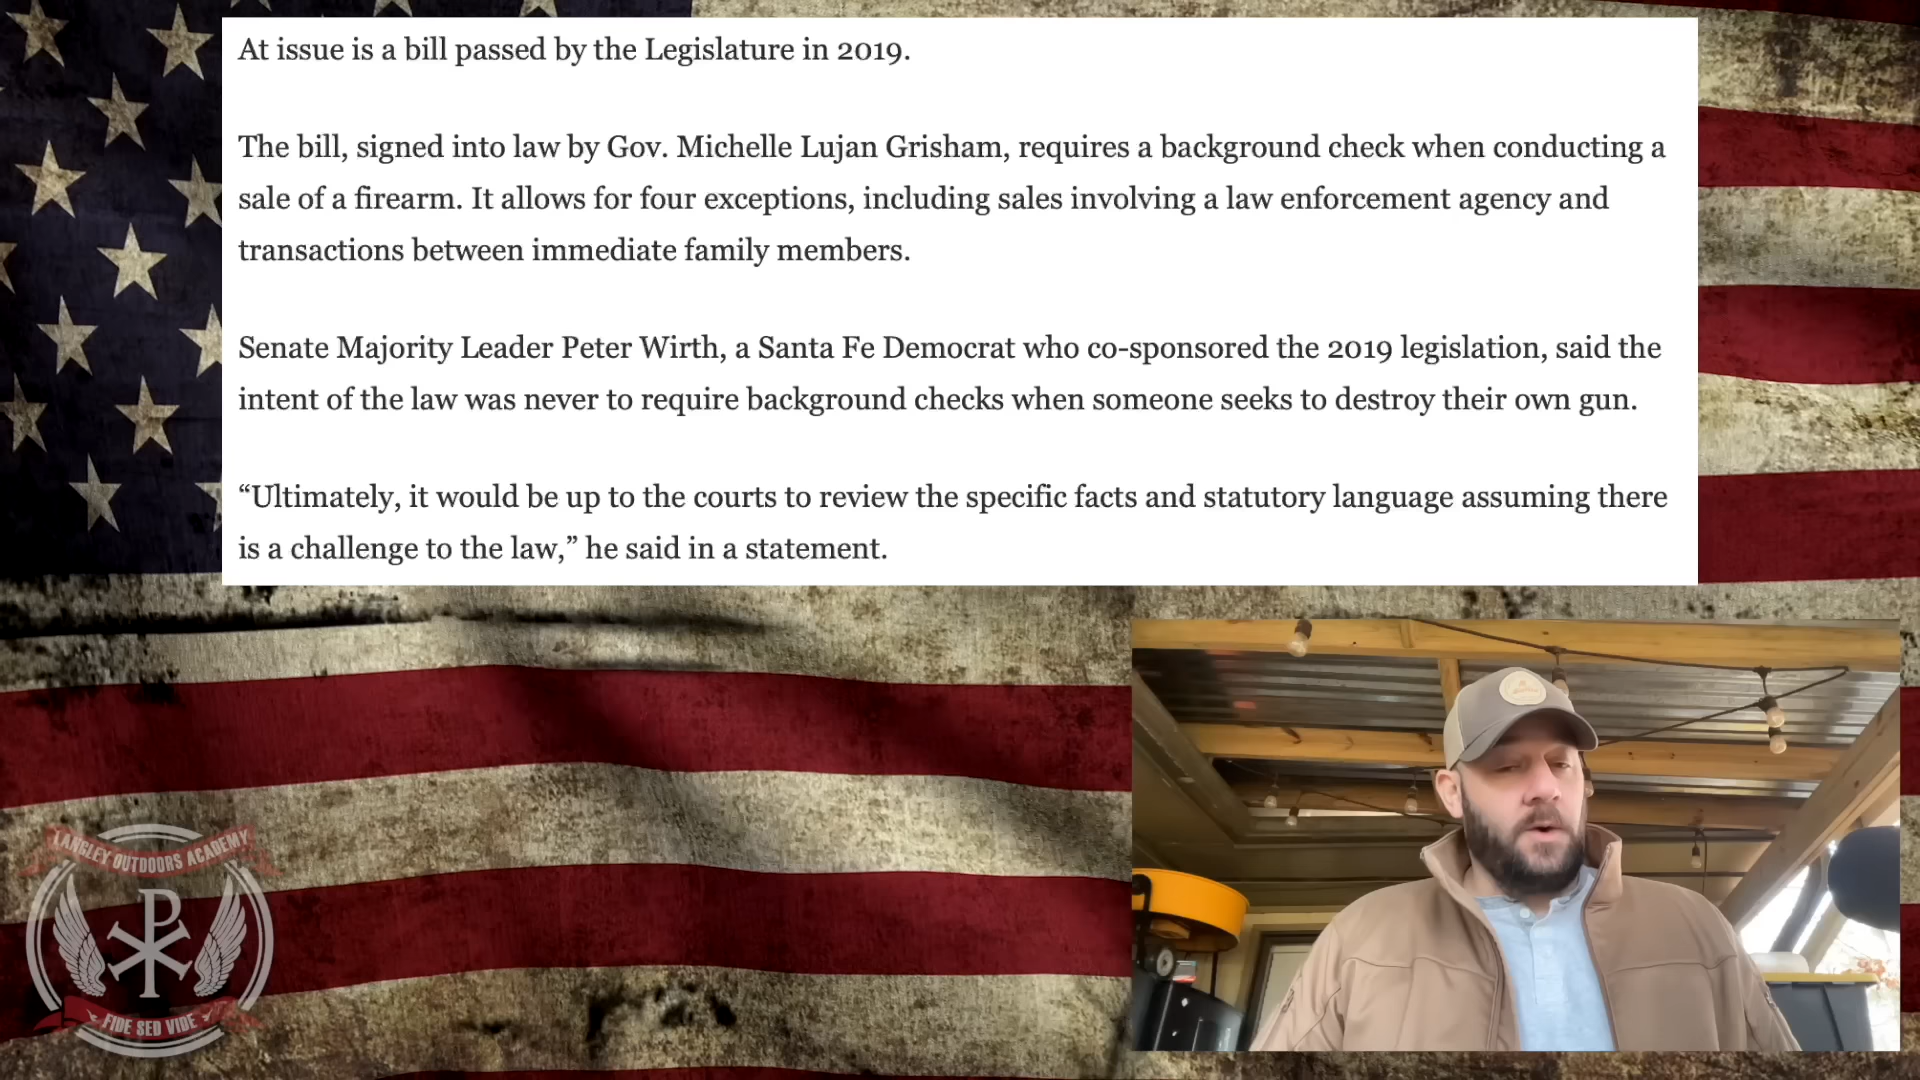 At issue is a bill passed by the Legislature in 2019.
The bill, signed into law by Gov. Michelle Lujan Grisham, requires a background check when conducting a
sale of a firearm. It allows for four exceptions, including sales involving a law enforcement agency and
transactions between immediate family members.
Senate Majority Leader Peter Wirth, a Santa Fe Democrat who co-sponsored the 2019 legislation, said the
intent of the law was never to require background checks when someone seeks to destroy their own gun.
“Ultimately, it would be up to the courts to review the specific facts and statutory language assuming there
is a challenge to the law,” he said in a statement.
LANGLEY OUTDOORS ACADEMY
FIDE SED VIDE